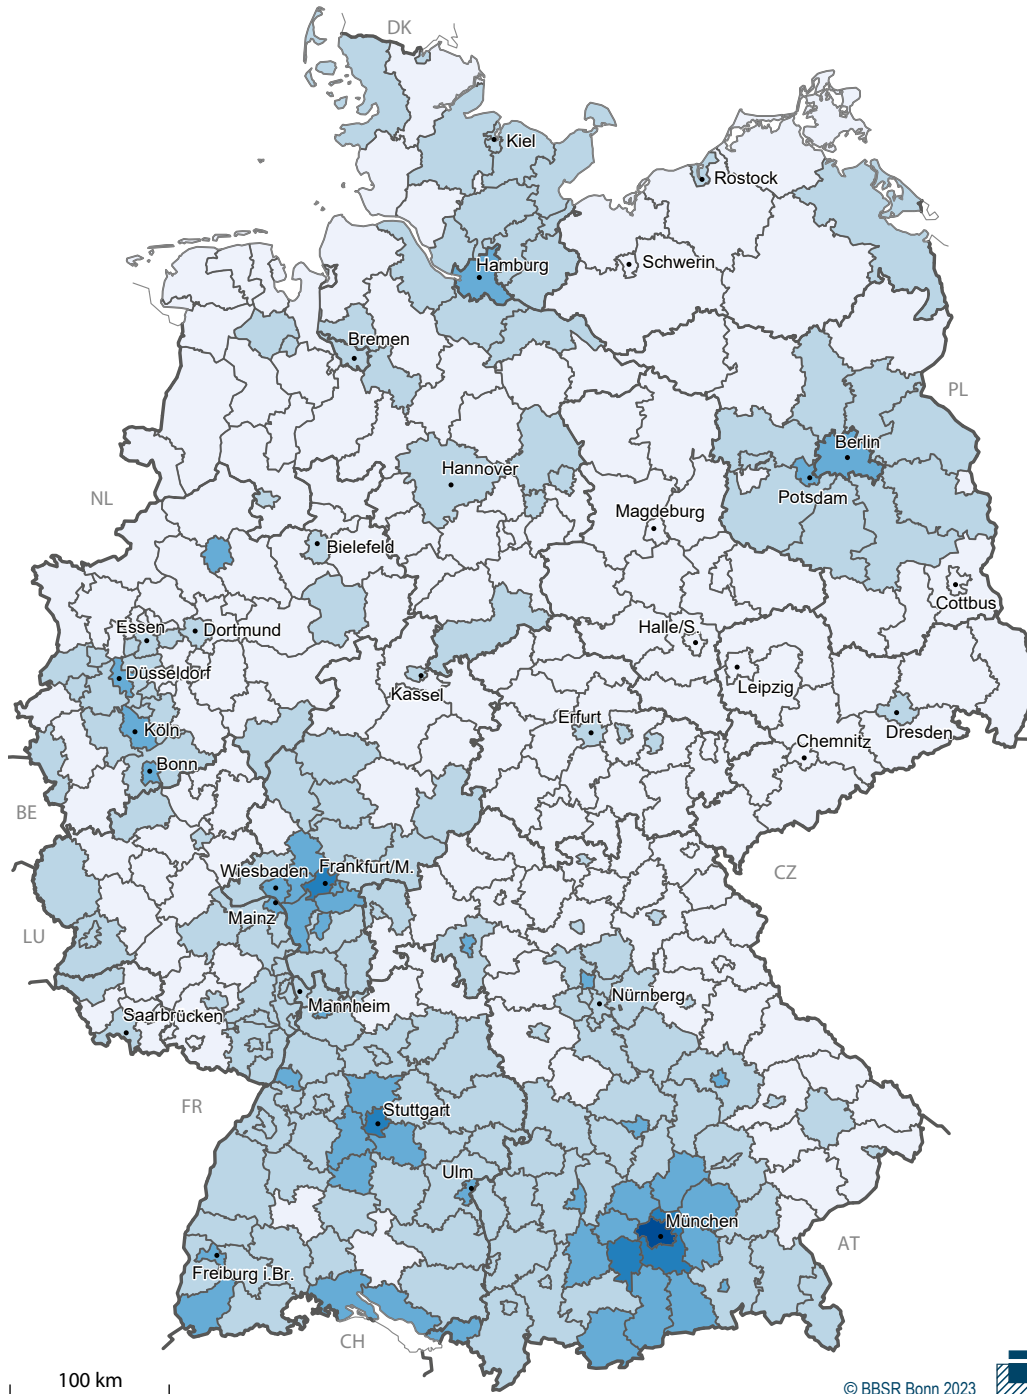 DK
Kiel
Rostock
Hamburg
Schwerin
Bremen
PL
Berlin
Hannover
NL
Potsdam
Magdeburg
Bielefeld
Cottbus
Essen
Dortmund
Halle/S.
Düsseldorf
Kassel
Leipzig
Erfurt
Köln
Dresden
Chemnitz
Bonn
BE
Wiesbaden
Frankfurt/M.
CZ
Mainz
LU
Mannheim
Nürnberg
Saarbrücken
FR
Stuttgart
Ulm
München
AT
Freiburg i.Br.
CH
100 km
© BBSR Bonn 2023